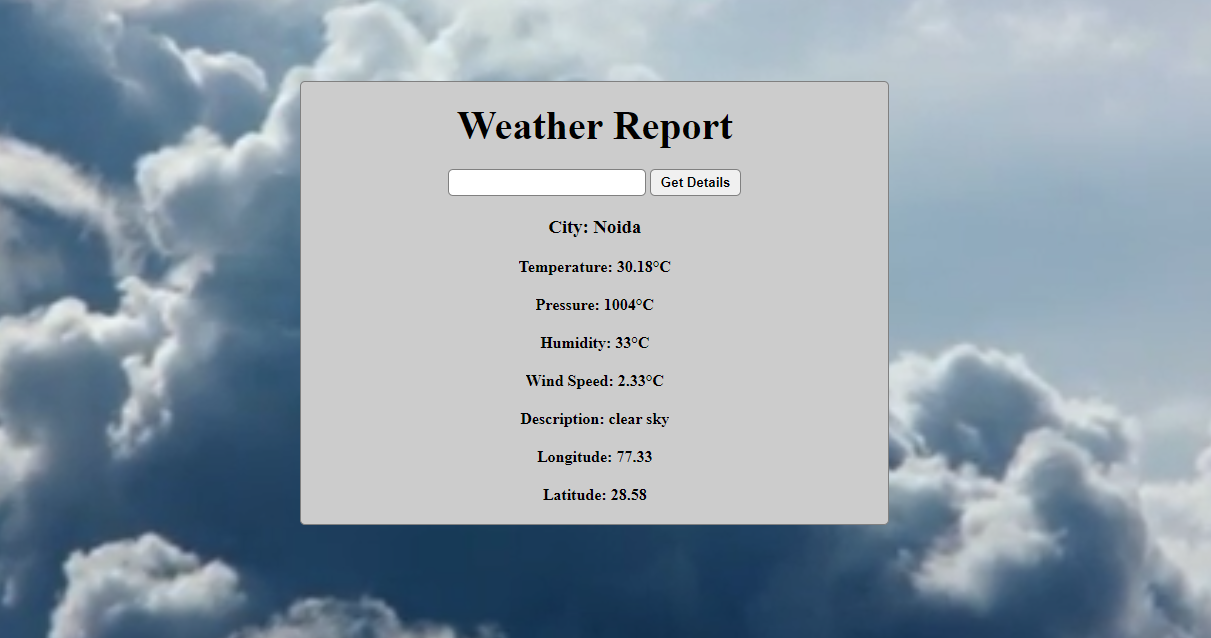 Weather Report
Get Details
City: Noida
Temperature: 30.18°C
Pressure: 1004°C
Humidity: 33°C
Wind Speed: 2.33°C
Description: clear sky
Longitude: 77.33
Latitude: 28.58